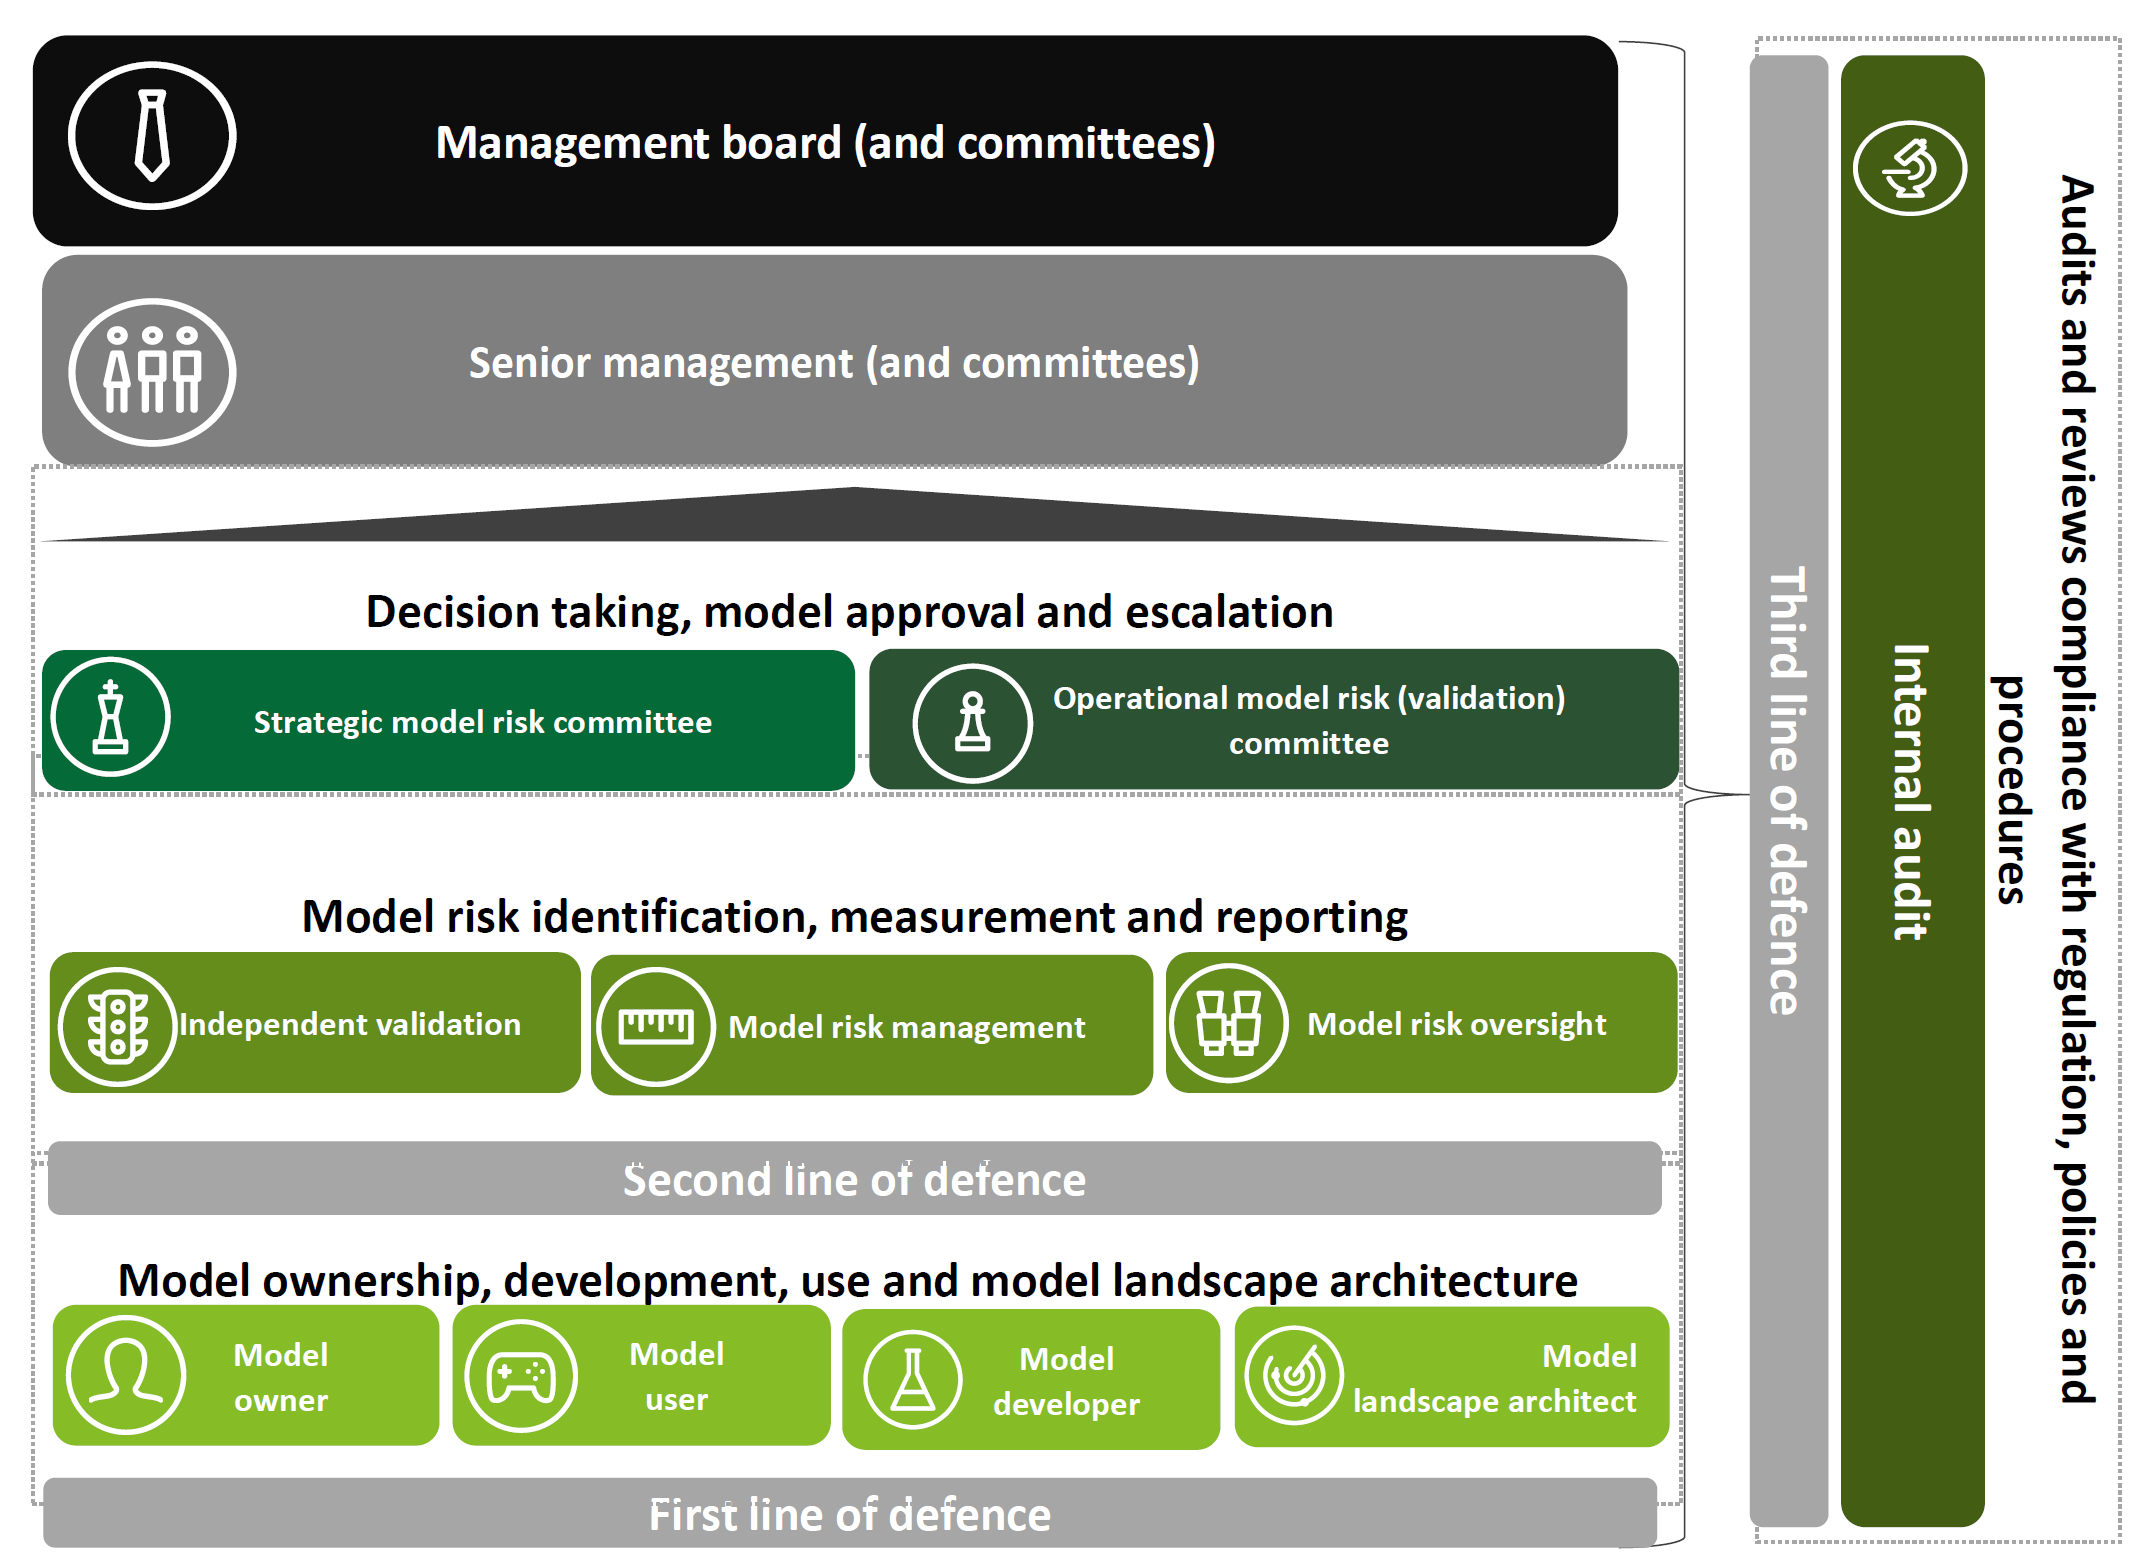 Management board (and committees)
Senior management (and committees)
Decision taking, model approval and escalation
Strategic model risk committee
Operational model risk (validation)
committee
Model risk identification, measurement and reporting
Independent validation
Model risk management
Model risk oversight
Second line of defence
Model ownership, development, use and model landscape architecture
Model
owner
Model
user
Model
developer
Model
landscape architect
First line of defence
Third line of defence
Internal audit
Audits and reviews compliance with regulation, policies and
procedures